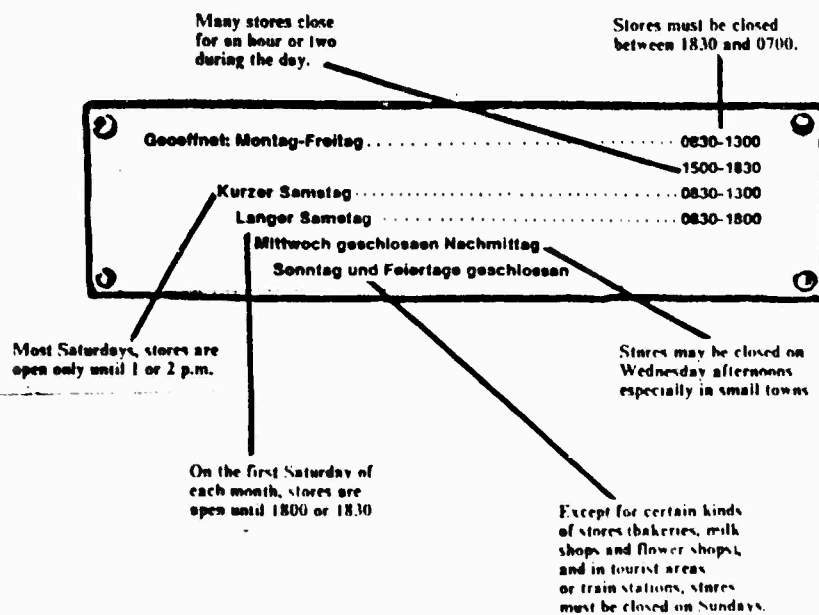 Many stores close
for an hour or two
during the day.
Stores must be closed
between 1830 and 0700.
Geoeffnet: Montag-Freitag.......................................0830-1300
1500-1830
Kurzer Samstag.......................................0830-1300
Langer Samstag.......................................0830-1800
Mittwoch geschlossen Nachmittag
Sonntag und Feiertage geschlossen
Most Saturdays, stores are
open only until 1 or 2 p.m.
Stores may be closed on
Wednesday afternoons
especially in small towns
On the first Saturday of
each month, stores are
open until 1800 or 1830
Except for certain kinds
of stores (bakeries, milk
shops and flower shops),
and in tourist areas
or train stations, stores
must be closed on Sundays.